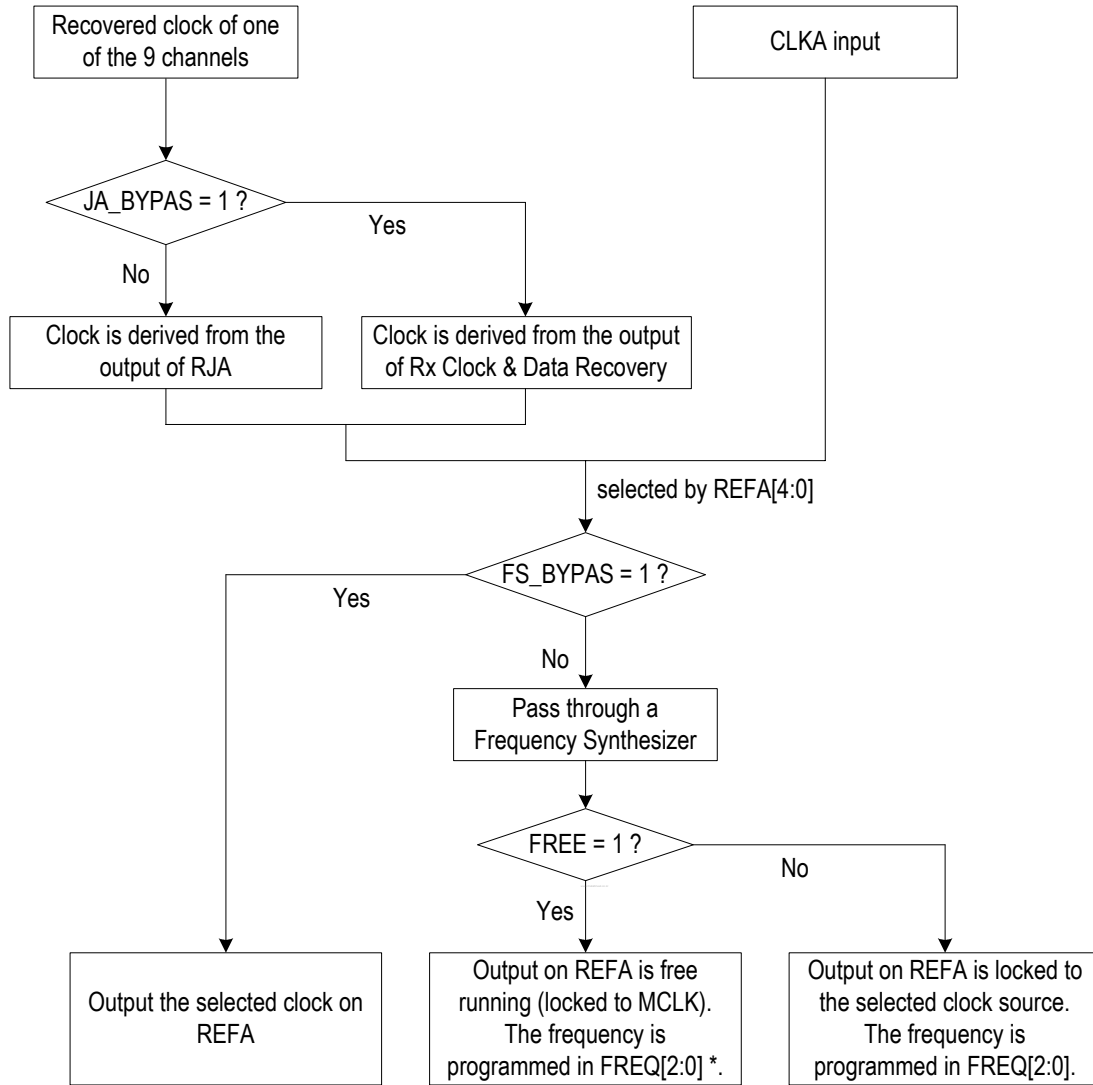 Recovered clock of one
of the 9 channels
CLKA input
JA_BYPAS = 1 ?
Yes
No
Clock is derived from the
output of RJA
Clock is derived from the output
of Rx Clock & Data Recovery
selected by REFA[4:0]
FS_BYPAS = 1 ?
Yes
No
Pass through a
Frequency Synthesizer
FREE = 1 ?
No
Yes
Output the selected clock on
REFA
Output on REFA is free
running (locked to MCLK).
The frequency is
programmed in FREQ[2:0] *.
Output on REFA is locked to
the selected clock source.
The frequency is
programmed in FREQ[2:0].